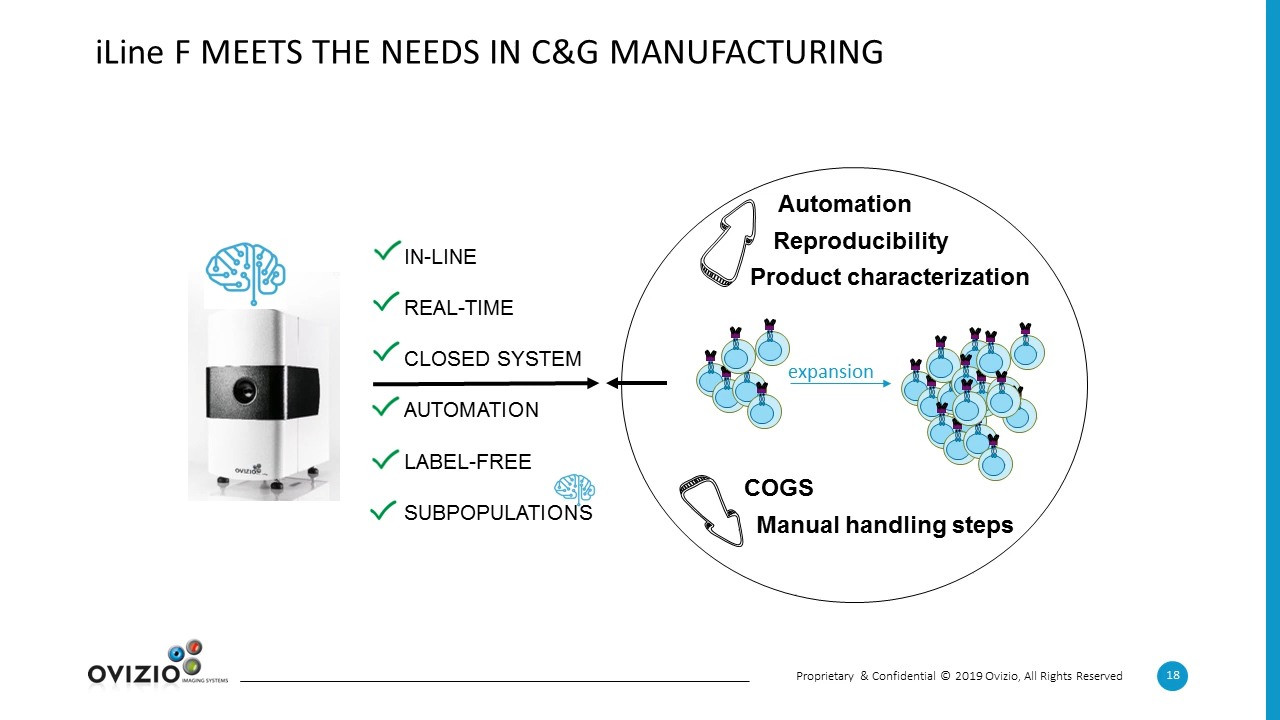 iLine F MEETS THE NEEDS IN C&G MANUFACTURING
IN-LINE
REAL-TIME
CLOSED SYSTEM
AUTOMATION
LABEL-FREE
SUBPOPULATIONS
Automation
Reproducibility
Product characterization
expansion
COGS
Manual handling steps
OVIZIO
OVIZIO
IMAGING SYSTEMS
Proprietary & Confidential © 2019 Ovizio, All Rights Reserved
18